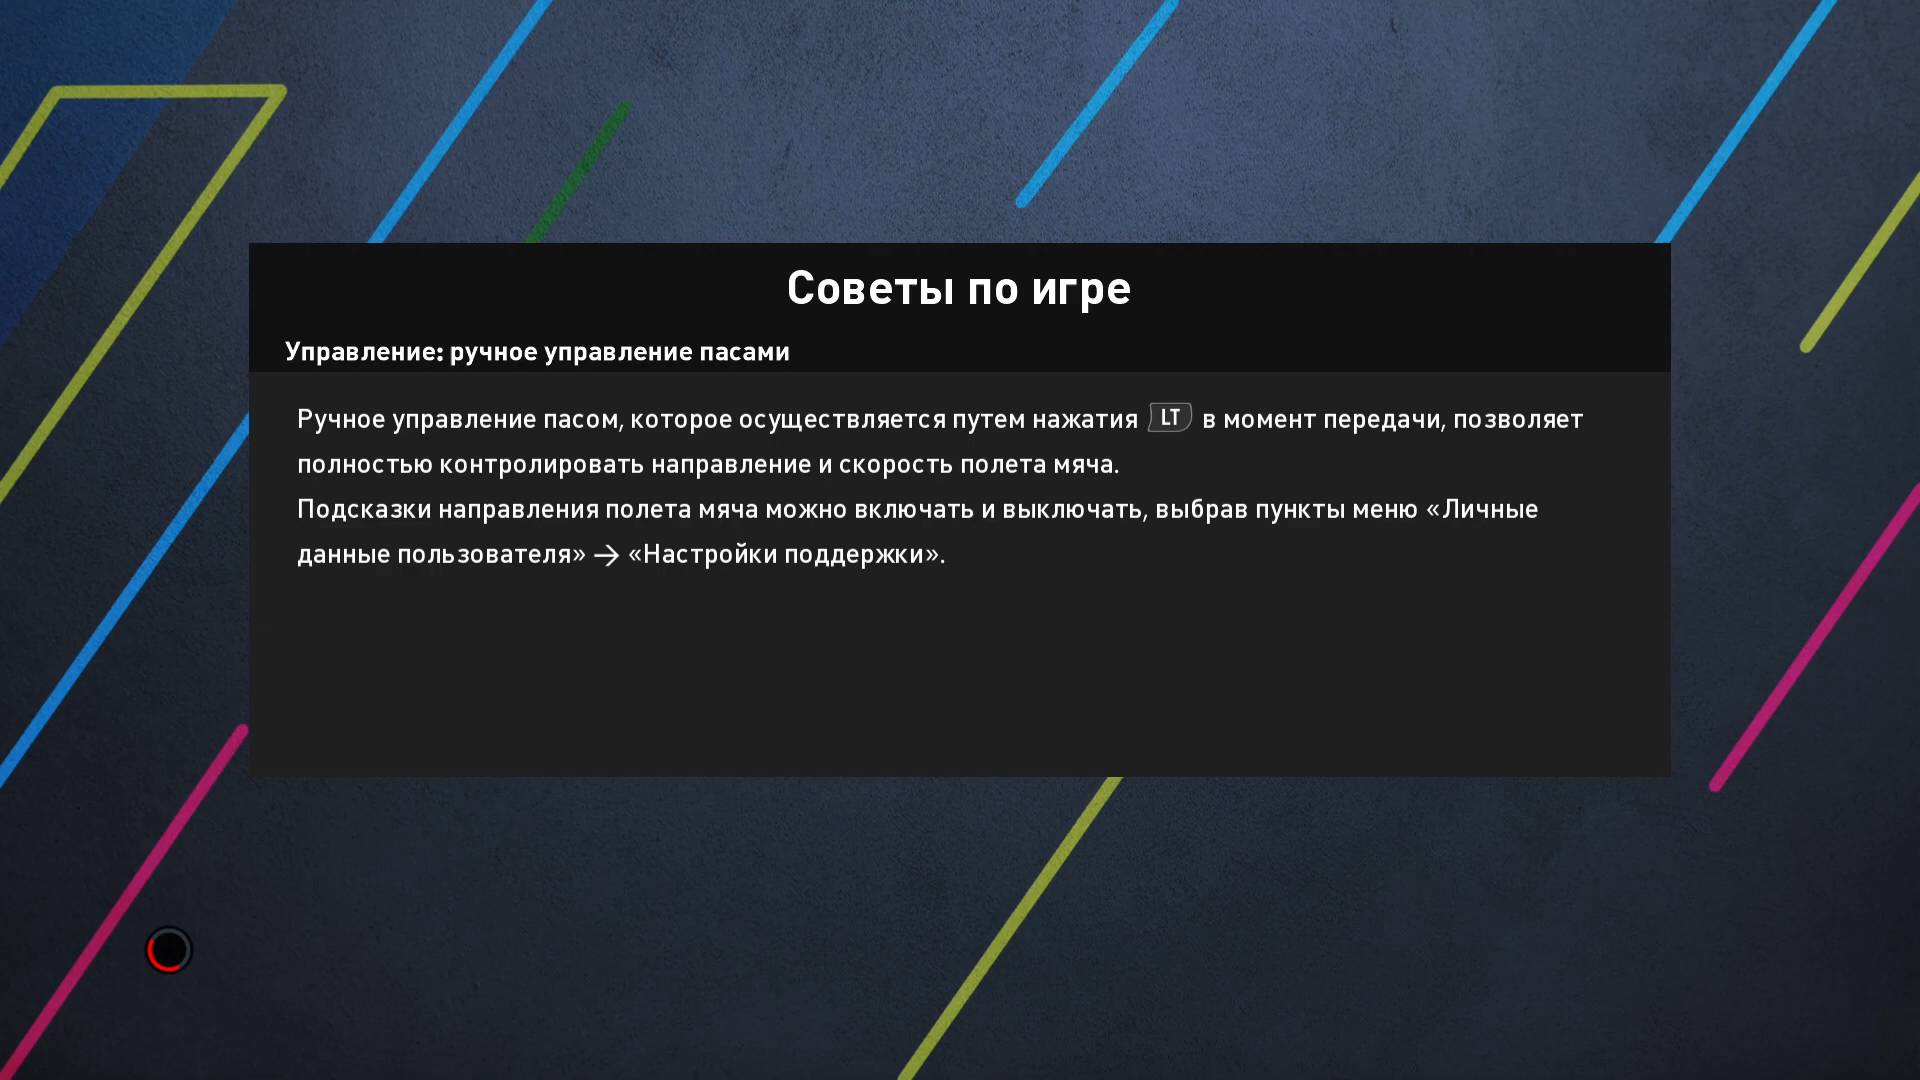 Советы по игре
Управление: ручное управление пасами
Ручное управление пасом, которое осуществляется путем нажатия LT в момент передачи, позволяет
полностью контролировать направление и скорость полета мяча.
Подсказки направления полета мяча можно включать и выключать, выбрав пункты меню «Личные
данные пользователя» → «Настройки поддержки».